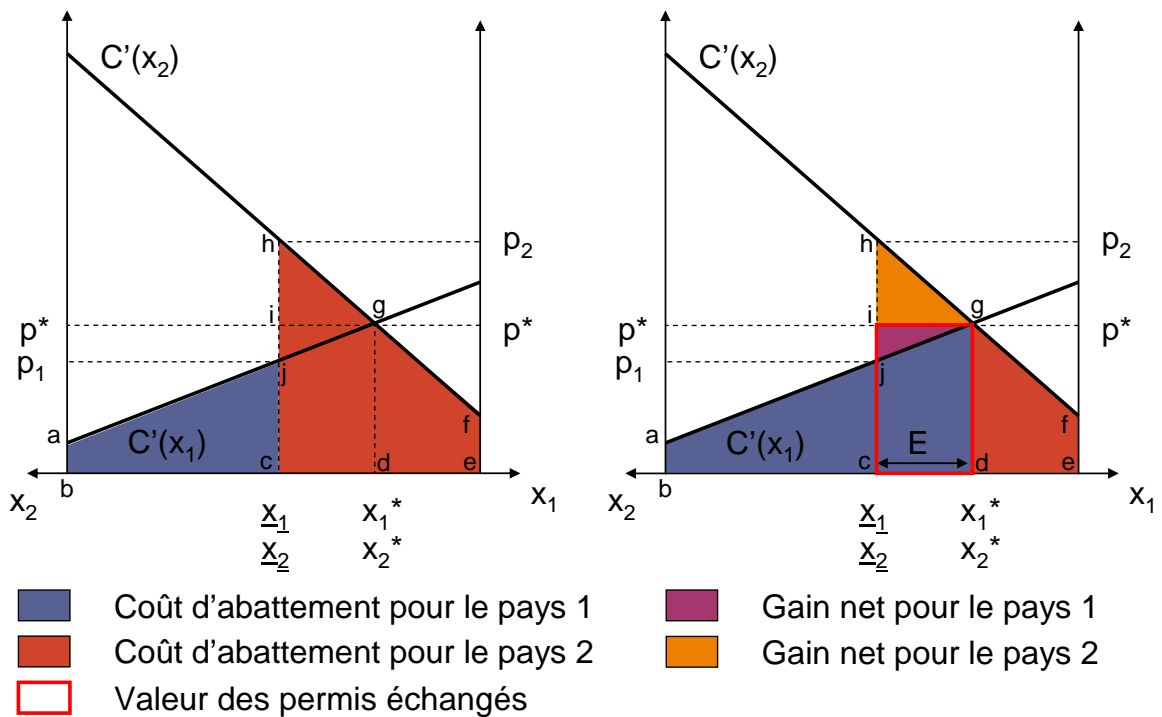 C'(x₂)
h
p₂
i
g
p*
p*
p₁
j
a
f
C'(x₁)
c
d
e
b
x₂
x₁
x₁
x₁*
x₂
x₂*
C'(x₂)
h
p₂
i
g
p*
p*
p₁
j
a
f
C'(x₁)
E
c
d
e
b
x₂
x₁
x₁
x₁*
x₂
x₂*
Coût d'abattement pour le pays 1
Coût d'abattement pour le pays 2
Valeur des permis échangés
Gain net pour le pays 1
Gain net pour le pays 2